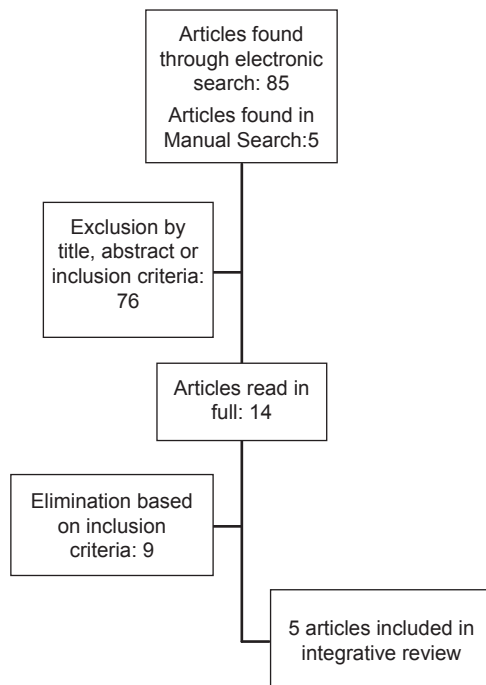 Articles found
through electronic
search: 85
Articles found in
Manual Search:5
Exclusion by
title, abstract or
inclusion criteria:
76
Articles read in
full: 14
Elimination based
on inclusion
criteria: 9
5 articles included in
integrative review